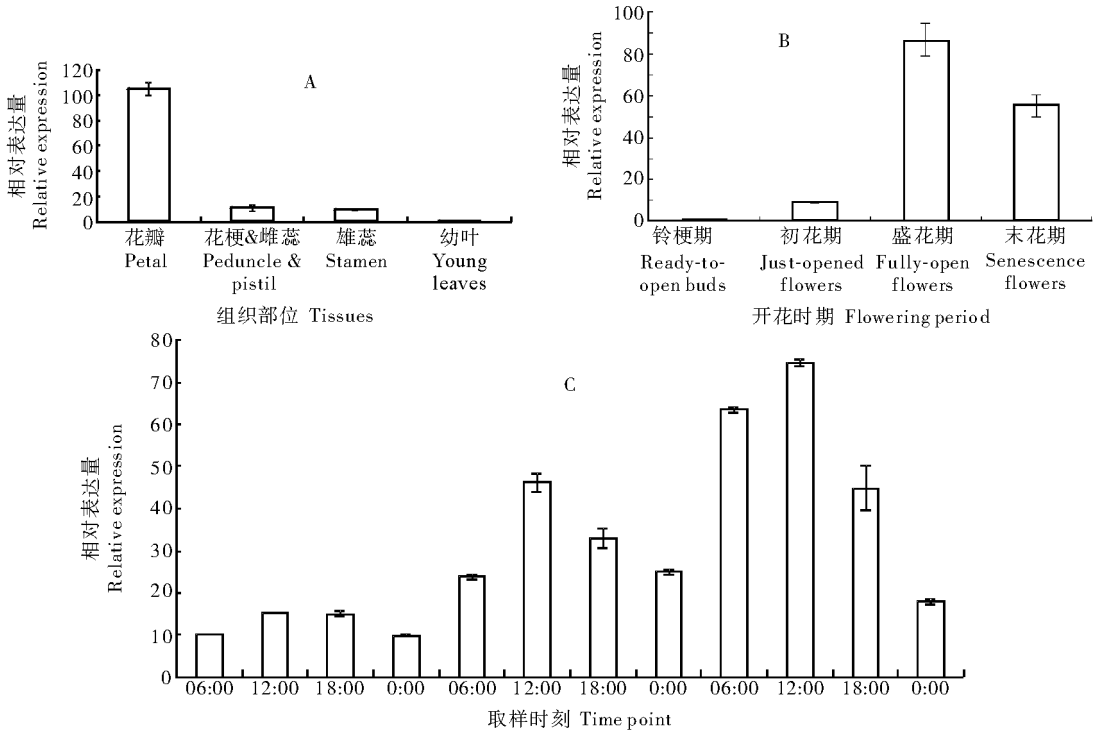 A
相对表达量
Relative expression
120
100
80
60
40
20
0
花瓣 花梗&雌蕊 雄蕊 幼叶
Petal Peduncle & Stamen Young
pistil leaves
组织部位 Tissues
B
相对表达量
Relative expression
100
80
60
40
20
0
铃梗期 初花期 盛花期 末花期
Ready-to- Just-opened Fully-open Senescence
open buds flowers flowers flowers
开花时期 Flowering period
C
相对表达量
Relative expression
80
70
60
50
40
30
20
10
0
06:00 12:00 18:00 0:00 06:00 12:00 18:00 0:00 06:00 12:00 18:00 0:00
取样时刻 Time point